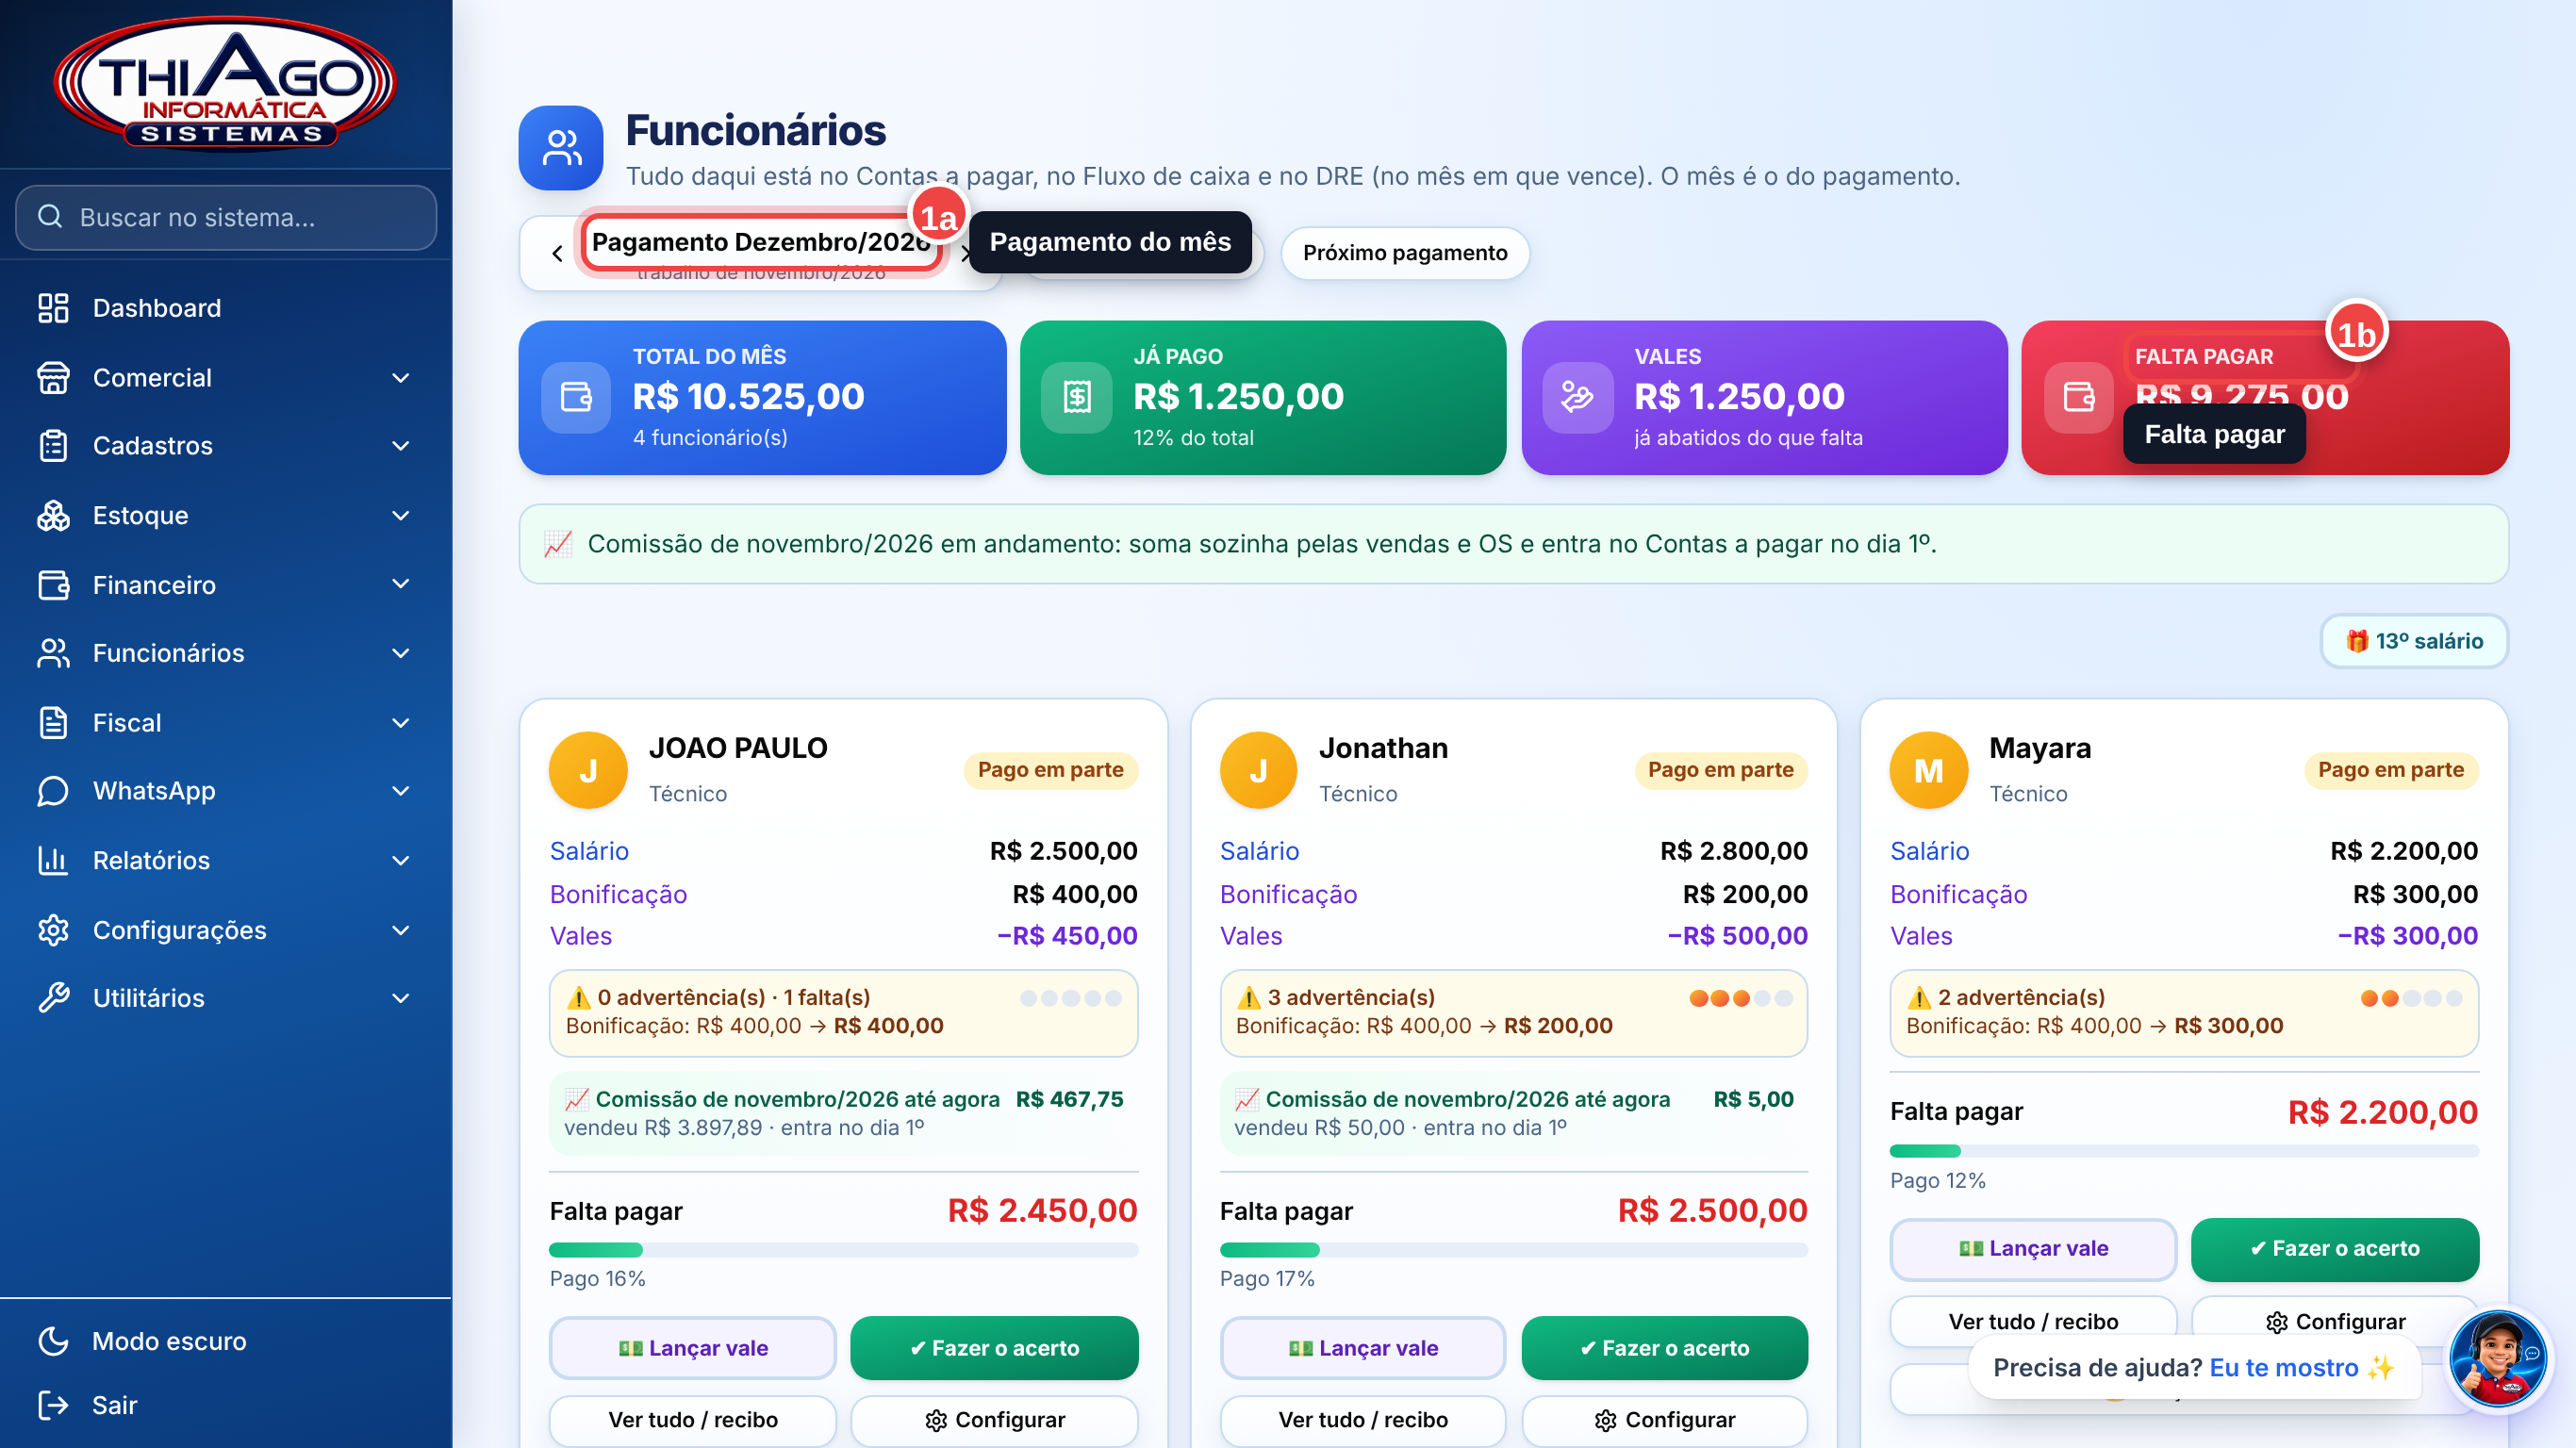 THIAGO
INFORMÁTICA
SISTEMAS
Buscar no sistema...
Dashboard
Comercial
Cadastros
Estoque
Financeiro
Funcionários
Fiscal
WhatsApp
Relatórios
Configurações
Utilitários
Modo escuro
Sair
Funcionários
Tudo daqui está no Contas a pagar, no Fluxo de caixa e no DRE (no mês em que vence). O mês é o do pagamento.
Pagamento Dezembro/2026
trabalho de novembro/2026
1a
Pagamento do mês
Próximo pagamento
TOTAL DO MÊS
R$ 10.525,00
4 funcionário(s)
JÁ PAGO
R$ 1.250,00
12% do total
VALES
R$ 1.250,00
já abatidos do que falta
1b
FALTA PAGAR
R$ 9.275,00
Falta pagar
Comissão de novembro/2026 em andamento: soma sozinha pelas vendas e OS e entra no Contas a pagar no dia 1º.
13º salário
J
JOAO PAULO
Técnico
Pago em parte
Salário R$ 2.500,00
Bonificação R$ 400,00
Vales −R$ 450,00
0 advertência(s) · 1 falta(s)
Bonificação: R$ 400,00 → R$ 400,00
Comissão de novembro/2026 até agora R$ 467,75
vendeu R$ 3.897,89 · entra no dia 1º
Falta pagar R$ 2.450,00
Pago 16%
Lançar vale
✔ Fazer o acerto
Ver tudo / recibo
Configurar
J
Jonathan
Técnico
Pago em parte
Salário R$ 2.800,00
Bonificação R$ 200,00
Vales −R$ 500,00
3 advertência(s)
Bonificação: R$ 400,00 → R$ 200,00
Comissão de novembro/2026 até agora R$ 5,00
vendeu R$ 50,00 · entra no dia 1º
Falta pagar R$ 2.500,00
Pago 17%
Lançar vale
✔ Fazer o acerto
Ver tudo / recibo
Configurar
M
Mayara
Técnico
Pago em parte
Salário R$ 2.200,00
Bonificação R$ 300,00
Vales −R$ 300,00
2 advertência(s)
Bonificação: R$ 400,00 → R$ 300,00
Falta pagar R$ 2.200,00
Pago 12%
Lançar vale
✔ Fazer o acerto
Ver tudo / recibo
Configurar
Precisa de ajuda? Eu te mostro ✨